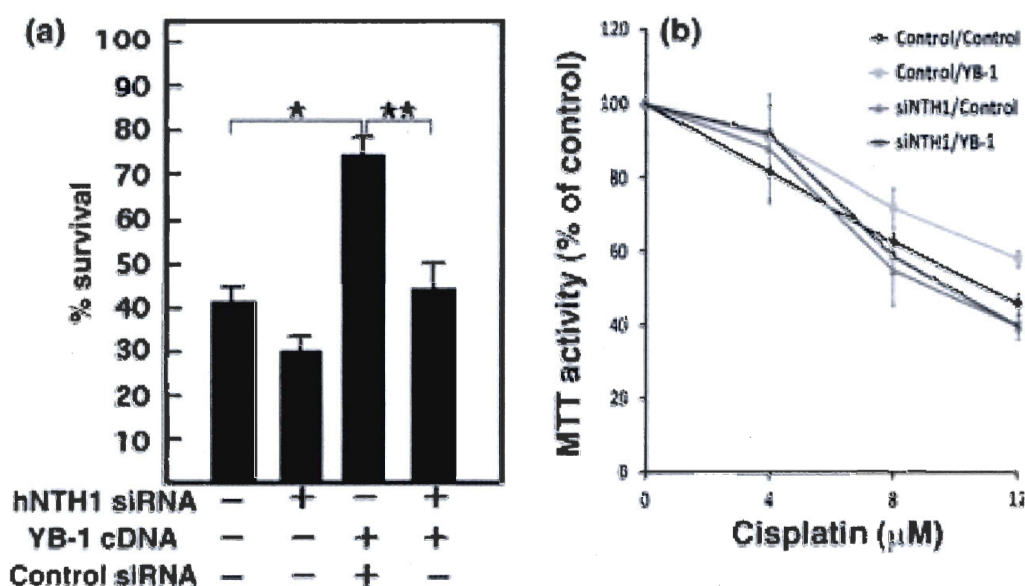 (a)
% survival
100
90
80
70
60
50
40
30
20
10
* **
hNTH1 siRNA − + − +
YB-1 cDNA − − + +
Control siRNA − − + −
(b)
MTT activity (% of control)
120
100
80
60
40
20
0
0 4 8 12
Cisplatin (μM)
Control/Control
Control/YB-1
siNTH1/Control
siNTH1/YB-1